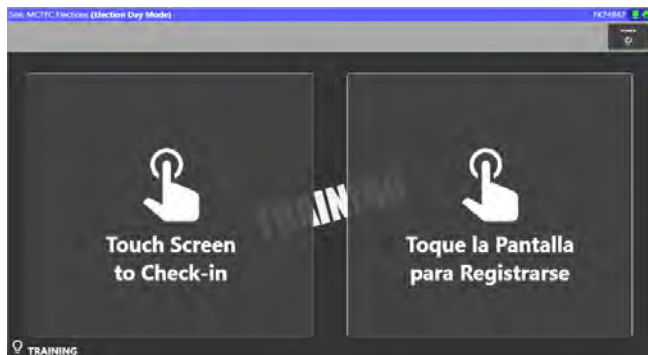 Site: MCTEC Elections (Election Day Mode)
Touch Screen
to Check-in
Toque la Pantalla
para Registrarse
TRAINING
TRAINING